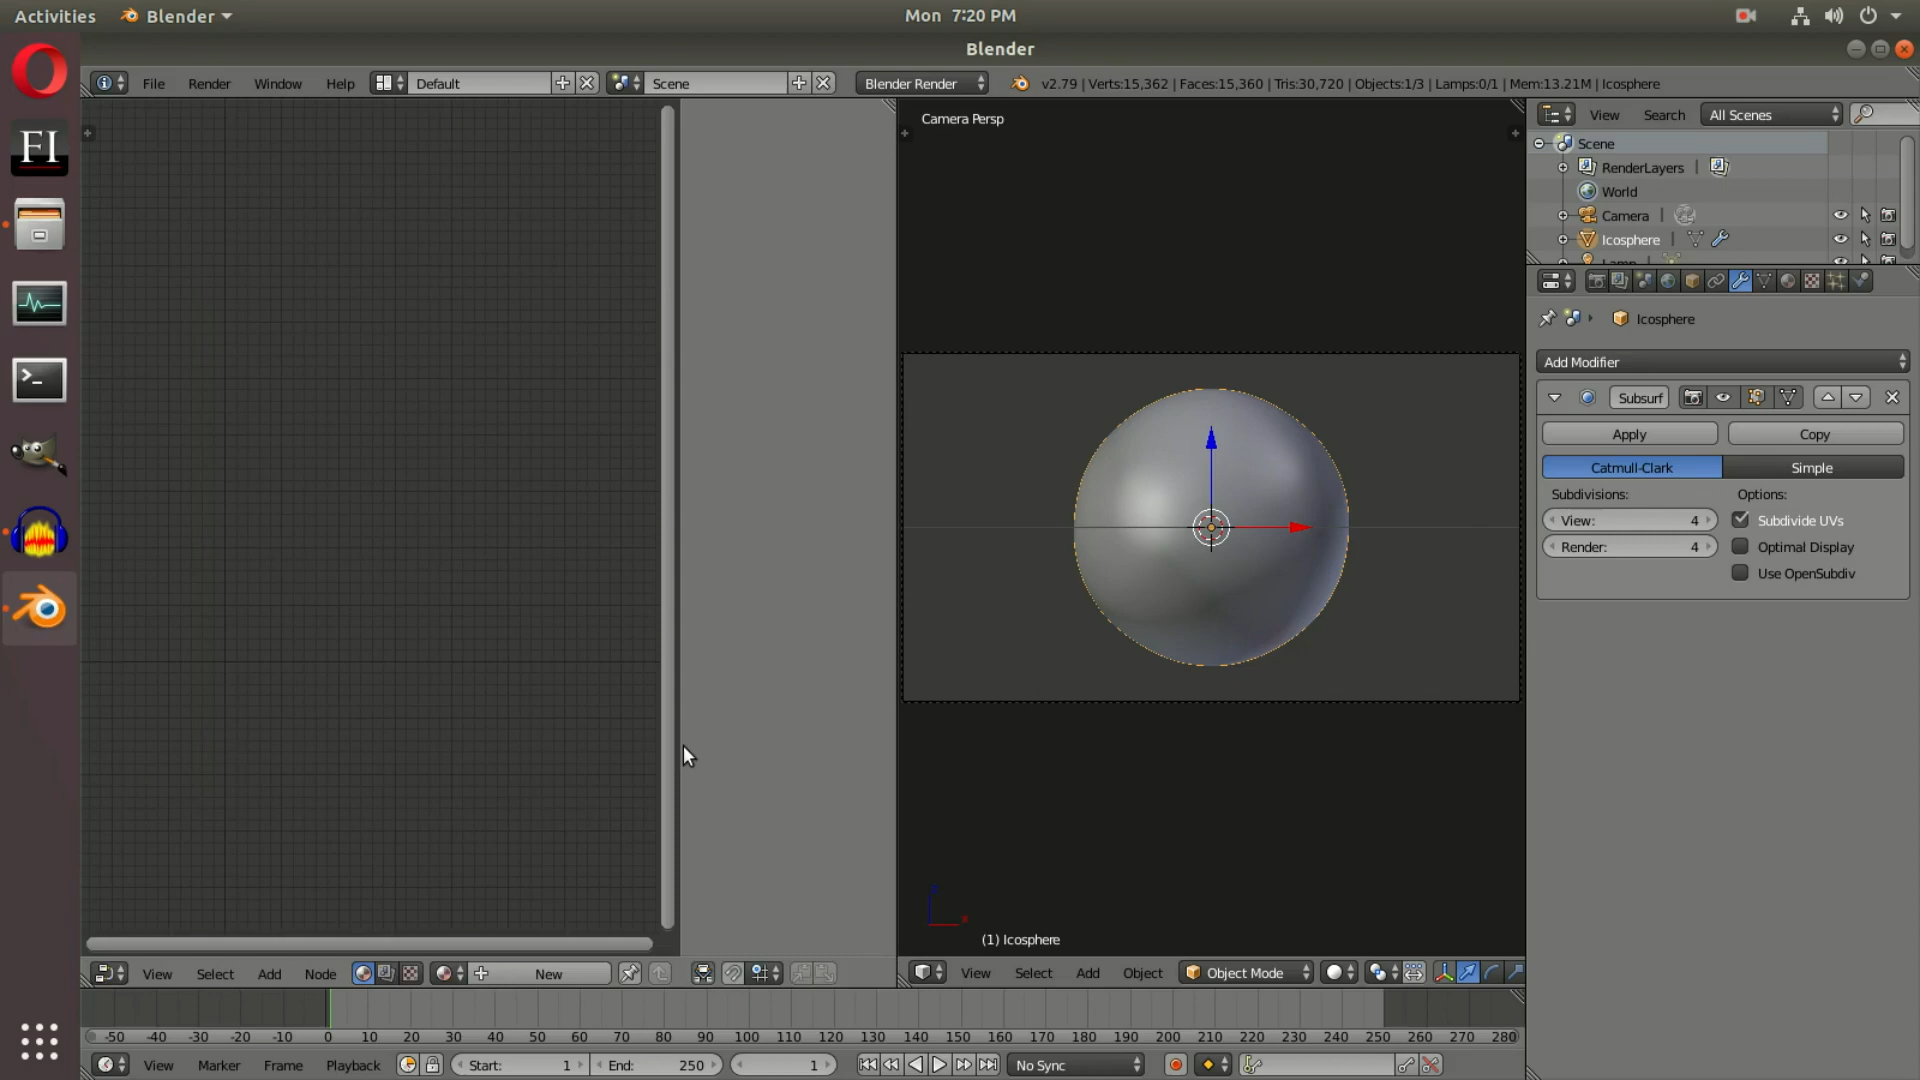 Activities Blender Mon 7:20 PM
Blender
File Render Window Help Default Scene Blender Render v2.79 | Verts:15,362 | Faces:15,360 | Tris:30,720 | Objects:1/3 | Lamps:0/1 | Mem:13.21M | Icosphere
FI
Camera Persp
View Search All Scenes
Scene
RenderLayers
World
Camera
Icosphere
Lamp
Icosphere
Add Modifier
Subsurf
Apply Copy
Catmull-Clark Simple
Subdivisions: Options:
View: 4 Subdivide UVs
Render: 4 Optimal Display
Use OpenSubdiv
(1) Icosphere
View Select Add Node New
View Select Add Object Object Mode
-50 -40 -30 -20 -10 0 10 20 30 40 50 60 70 80 90 100 110 120 130 140 150 160 170 180 190 200 210 220 230 240 250 260 270 280
View Marker Frame Playback Start: 1 End: 250 1 No Sync